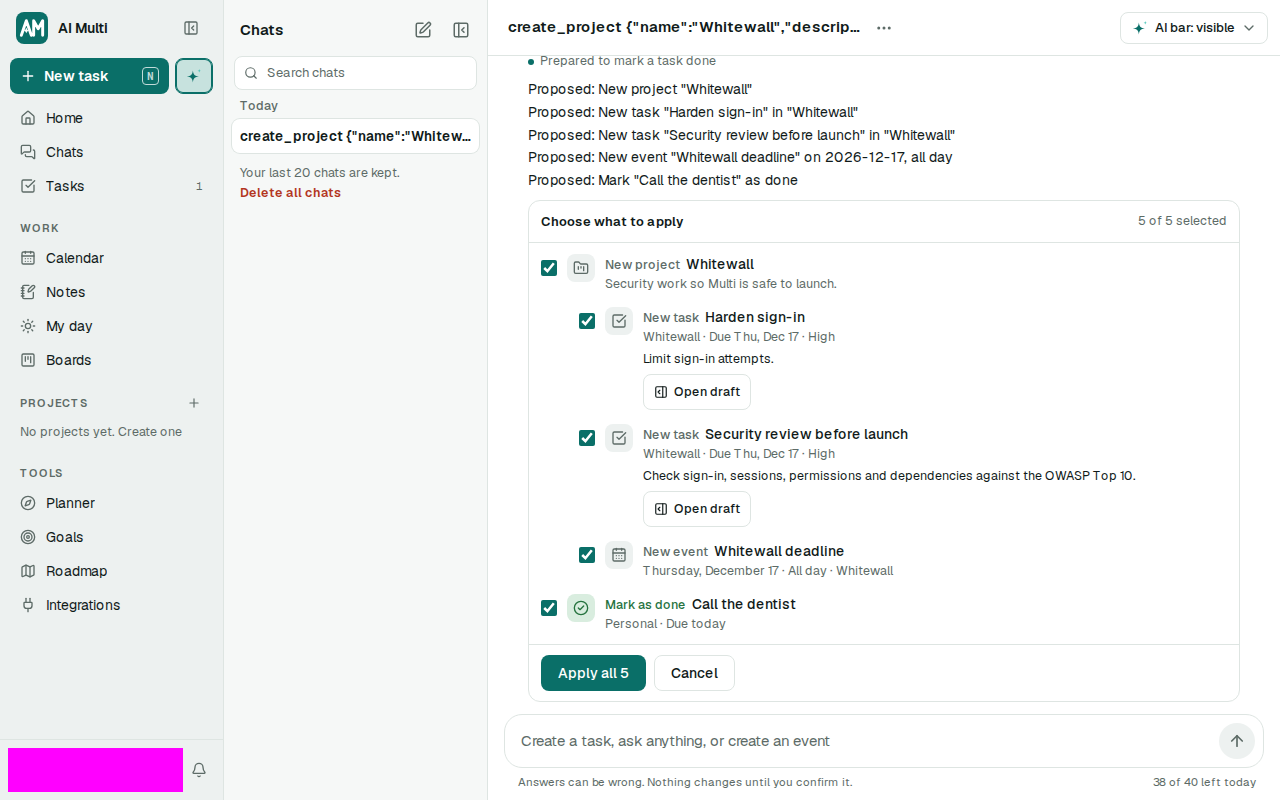 AM AI Multi
New task N
Home
Chats
Tasks 1
WORK
Calendar
Notes
My day
Boards
PROJECTS
No projects yet. Create one
TOOLS
Planner
Goals
Roadmap
Integrations
Chats
Search chats
Today
create_project {"name":"Whitew…
Your last 20 chats are kept.
Delete all chats
create_project {"name":"Whitewall","descrip…
AI bar: visible
Prepared to mark a task done
Proposed: New project "Whitewall"
Proposed: New task "Harden sign-in" in "Whitewall"
Proposed: New task "Security review before launch" in "Whitewall"
Proposed: New event "Whitewall deadline" on 2026-12-17, all day
Proposed: Mark "Call the dentist" as done
Choose what to apply 5 of 5 selected
New project Whitewall
Security work so Multi is safe to launch.
New task Harden sign-in
Whitewall · Due Thu, Dec 17 · High
Limit sign-in attempts.
Open draft
New task Security review before launch
Whitewall · Due Thu, Dec 17 · High
Check sign-in, sessions, permissions and dependencies against the OWASP Top 10.
Open draft
New event Whitewall deadline
Thursday, December 17 · All day · Whitewall
Mark as done Call the dentist
Personal · Due today
Apply all 5 Cancel
Create a task, ask anything, or create an event
Answers can be wrong. Nothing changes until you confirm it. 38 of 40 left today